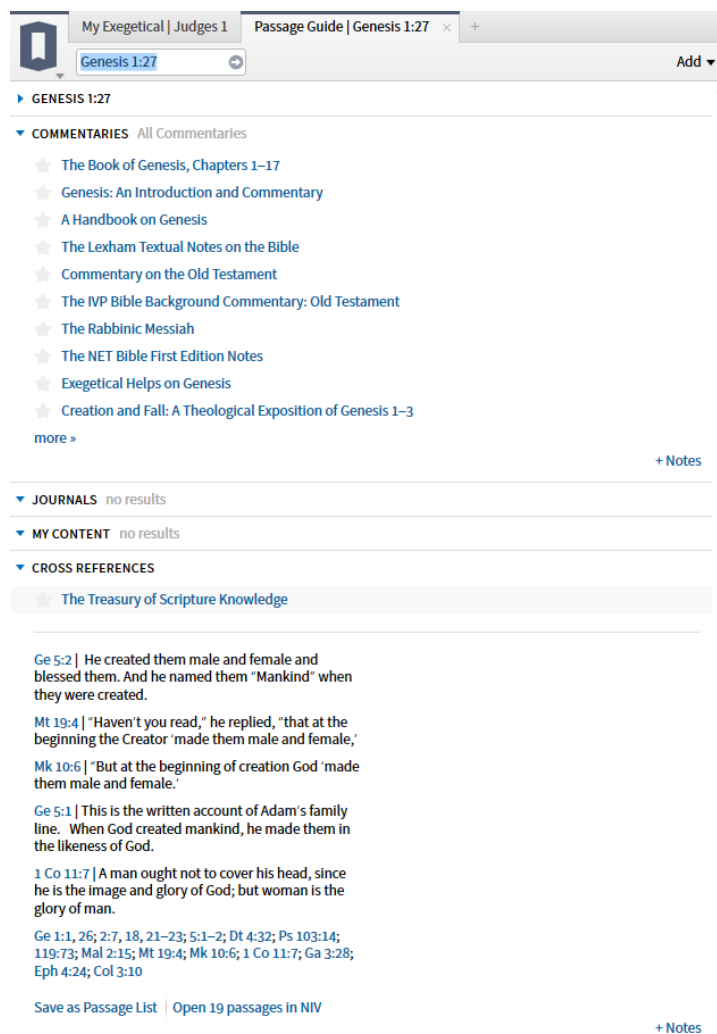 My Exegetical | Judges 1
Passage Guide | Genesis 1:27 × +
Genesis 1:27
Add
GENESIS 1:27
COMMENTARIES All Commentaries
The Book of Genesis, Chapters 1–17
Genesis: An Introduction and Commentary
A Handbook on Genesis
The Lexham Textual Notes on the Bible
Commentary on the Old Testament
The IVP Bible Background Commentary: Old Testament
The Rabbinic Messiah
The NET Bible First Edition Notes
Exegetical Helps on Genesis
Creation and Fall: A Theological Exposition of Genesis 1–3
more »
+ Notes
JOURNALS no results
MY CONTENT no results
CROSS REFERENCES
The Treasury of Scripture Knowledge
Ge 5:2 | He created them male and female and
blessed them. And he named them “Mankind” when
they were created.
Mt 19:4 | “Haven’t you read,” he replied, “that at the
beginning the Creator ‘made them male and female,’
Mk 10:6 | “But at the beginning of creation God ‘made
them male and female.’
Ge 5:1 | This is the written account of Adam’s family
line. When God created mankind, he made them in
the likeness of God.
1 Co 11:7 | A man ought not to cover his head, since
he is the image and glory of God; but woman is the
glory of man.
Ge 1:1, 26; 2:7, 18, 21–23; 5:1–2; Dt 4:32; Ps 103:14;
119:73; Mal 2:15; Mt 19:4; Mk 10:6; 1 Co 11:7; Ga 3:28;
Eph 4:24; Col 3:10
Save as Passage List | Open 19 passages in NIV
+ Notes